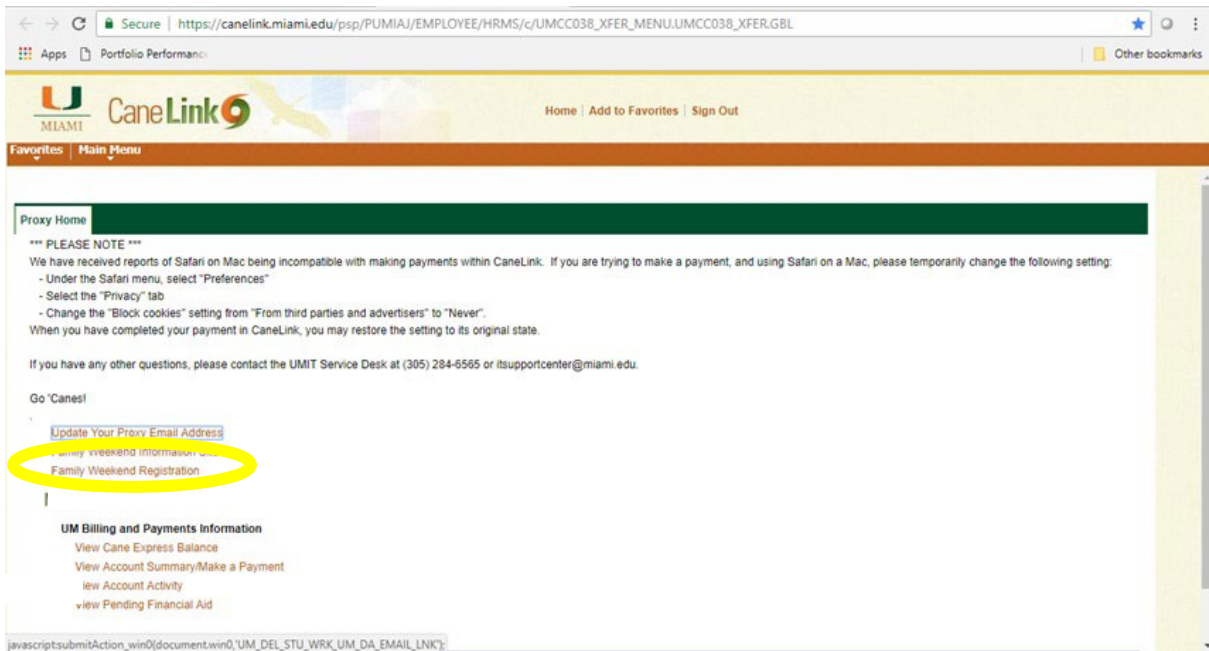 Secure | https://canelink.miami.edu/psp/PUMIAJ/EMPLOYEE/HRMS/c/UMCC038_XFER_MENU.UMCC038_XFER.GBL
Apps Portfolio Performance Other bookmarks
U MIAMI CaneLink Home | Add to Favorites | Sign Out
Favorites | Main Menu
Proxy Home
*** PLEASE NOTE ***
We have received reports of Safari on Mac being incompatible with making payments within CaneLink. If you are trying to make a payment, and using Safari on a Mac, please temporarily change the following setting:
- Under the Safari menu, select "Preferences"
- Select the "Privacy" tab
- Change the "Block cookies" setting from "From third parties and advertisers" to "Never".
When you have completed your payment in CaneLink, you may restore the setting to its original state.
If you have any other questions, please contact the UMIT Service Desk at (305) 284-6565 or itsupportcenter@miami.edu.
Go 'Canes!
Update Your Proxy Email Address
Family Weekend Information
Family Weekend Registration
UM Billing and Payments Information
View Cane Express Balance
View Account Summary/Make a Payment
iew Account Activity
View Pending Financial Aid
javascript:submitAction_win0(document.win0,'UM_DEL_STU_WRK_UM_DA_EMAIL_LNK');